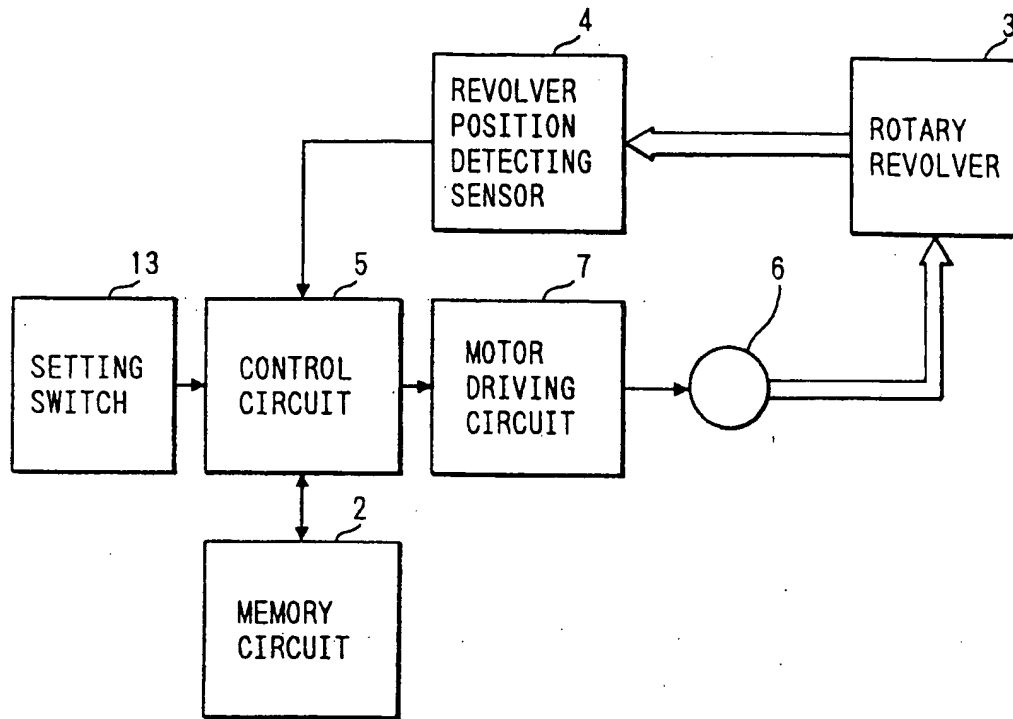 4
REVOLVER
POSITION
DETECTING
SENSOR
3
ROTARY
REVOLVER
13
SETTING
SWITCH
5
CONTROL
CIRCUIT
7
MOTOR
DRIVING
CIRCUIT
6
2
MEMORY
CIRCUIT